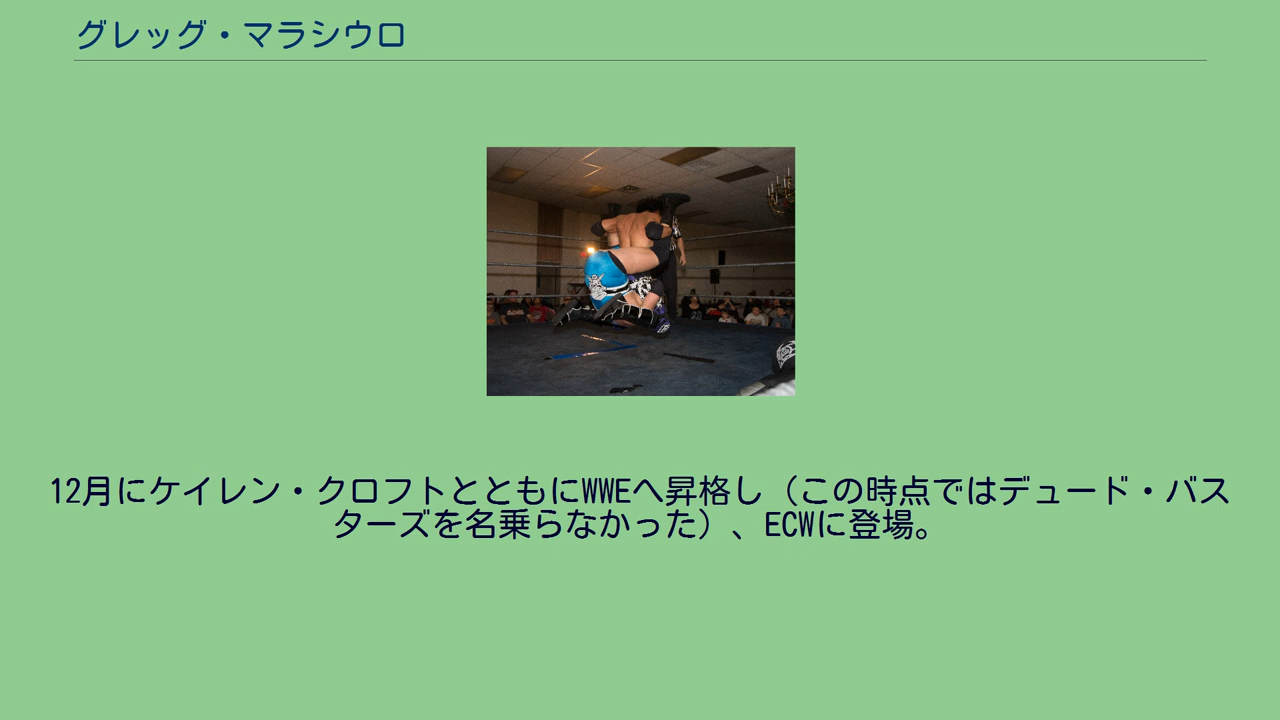 グレッグ・マラシウロ
12月にケイレン・クロフトとともにWWEへ昇格し（この時点ではデュード・バス
ターズを名乗らなかった）、ECWに登場。